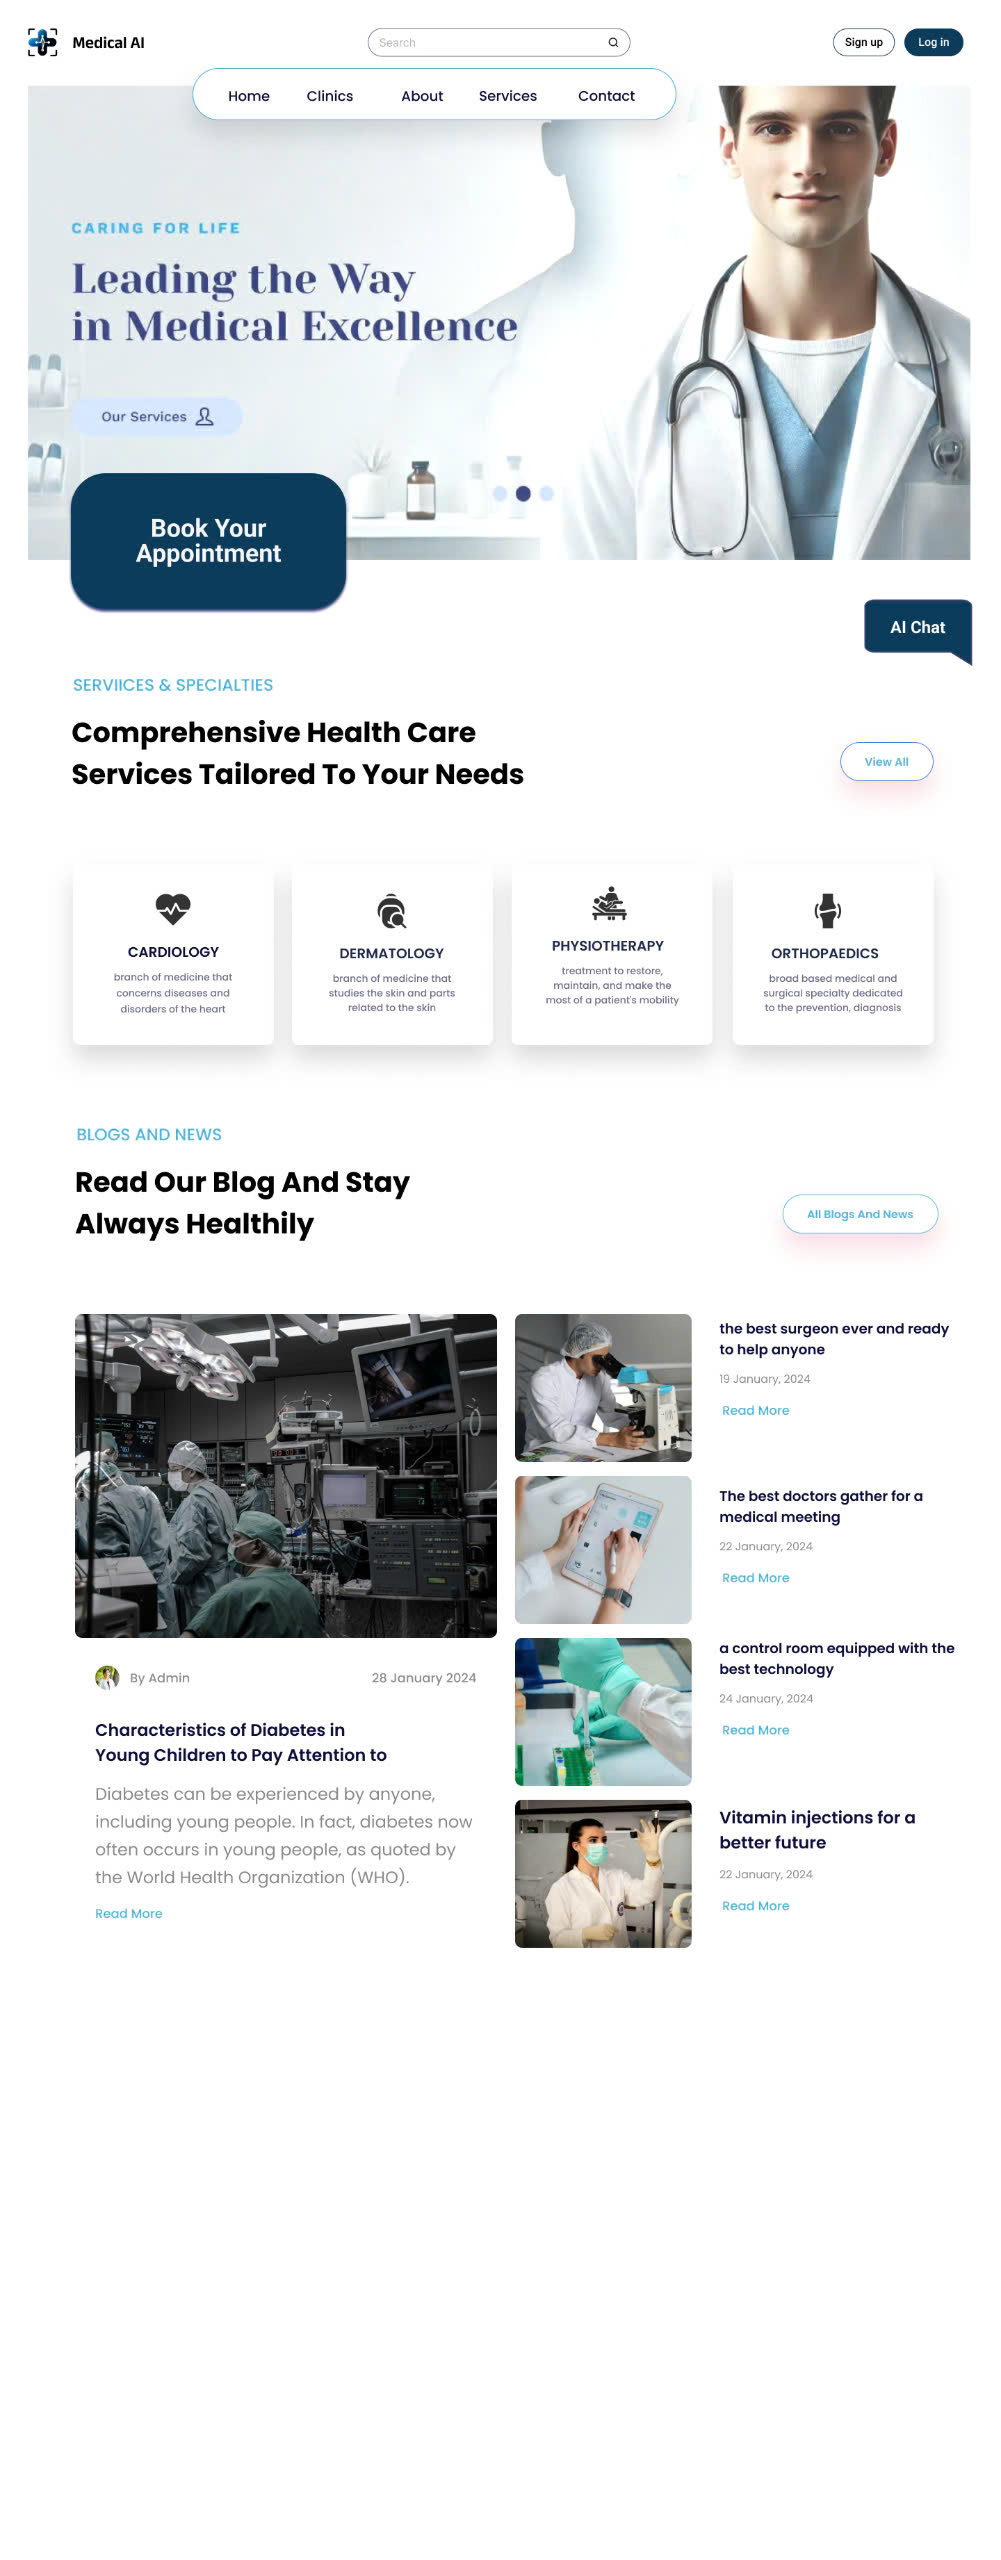 Medical AI
Search
Sign up
Log in
Home
Clinics
About
Services
Contact
CARING FOR LIFE
Leading the Way
in Medical Excellence
Our Services
Book Your
Appointment
AI Chat
SERVIICES & SPECIALTIES
Comprehensive Health Care
Services Tailored To Your Needs
View All
CARDIOLOGY
branch of medicine that
concerns diseases and
disorders of the heart
DERMATOLOGY
branch of medicine that
studies the skin and parts
related to the skin
PHYSIOTHERAPY
treatment to restore,
maintain, and make the
most of a patient's mobility
ORTHOPAEDICS
broad based medical and
surgical specialty dedicated
to the prevention, diagnosis
BLOGS AND NEWS
Read Our Blog And Stay
Always Healthily
All Blogs And News
By Admin
28 January 2024
Characteristics of Diabetes in
Young Children to Pay Attention to
Diabetes can be experienced by anyone,
including young people. In fact, diabetes now
often occurs in young people, as quoted by
the World Health Organization (WHO).
Read More
the best surgeon ever and ready
to help anyone
19 January, 2024
Read More
The best doctors gather for a
medical meeting
22 January, 2024
Read More
a control room equipped with the
best technology
24 January, 2024
Read More
Vitamin injections for a
better future
22 January, 2024
Read More